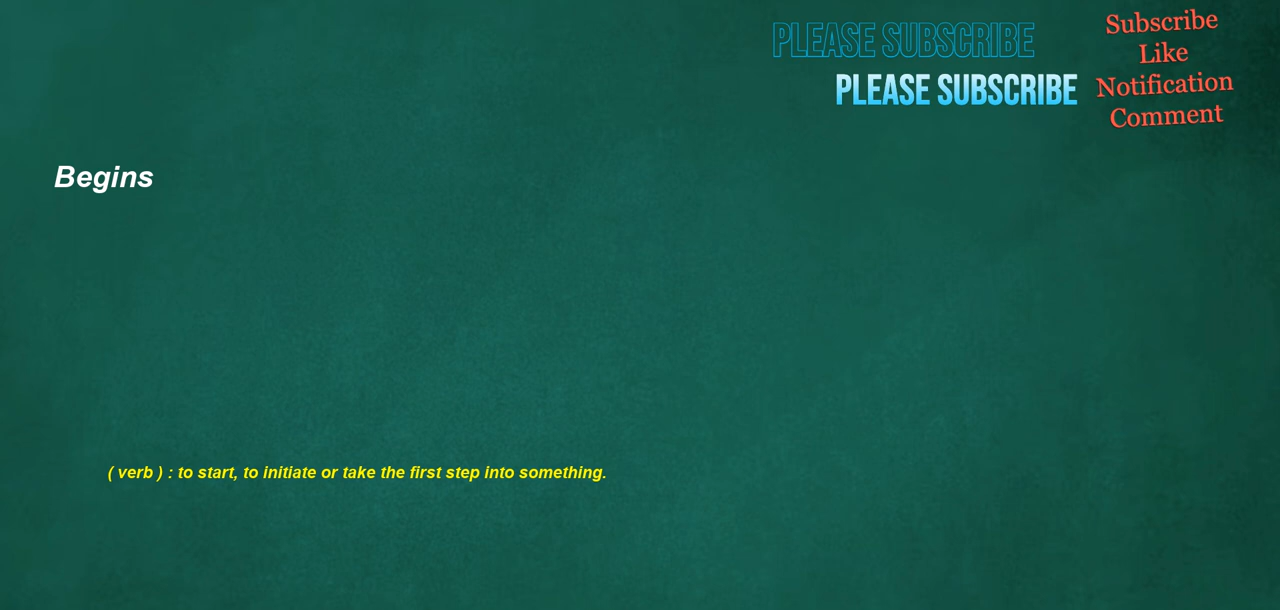 PLEASE SUBSCRIBE
PLEASE SUBSCRIBE
Subscribe
Like
Notification
Comment
Begins
( verb ) : to start, to initiate or take the first step into something.